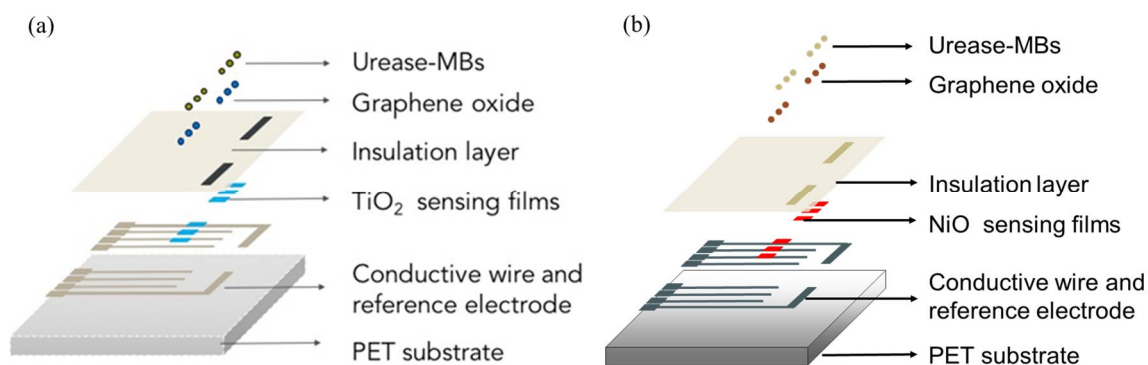 (a)
Urease-MBs
Graphene oxide
Insulation layer
TiO₂ sensing films
Conductive wire and
reference electrode
PET substrate
(b)
Urease-MBs
Graphene oxide
Insulation layer
NiO sensing films
Conductive wire and
reference electrode
PET substrate